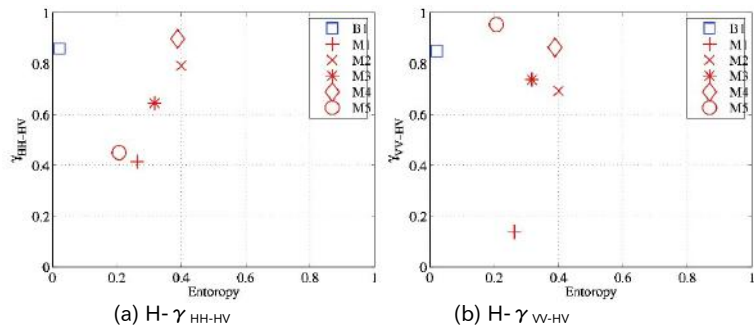 1
0.8
0.6
0.4
0.2
0
γHH-HV
0
0.2
0.4
0.6
0.8
1
Entoropy
B1
M1
M2
M3
M4
M5
(a) H- γ HH-HV
1
0.8
0.6
0.4
0.2
0
γVV-HV
0
0.2
0.4
0.6
0.8
1
Entoropy
B1
M1
M2
M3
M4
M5
(b) H- γ VV-HV